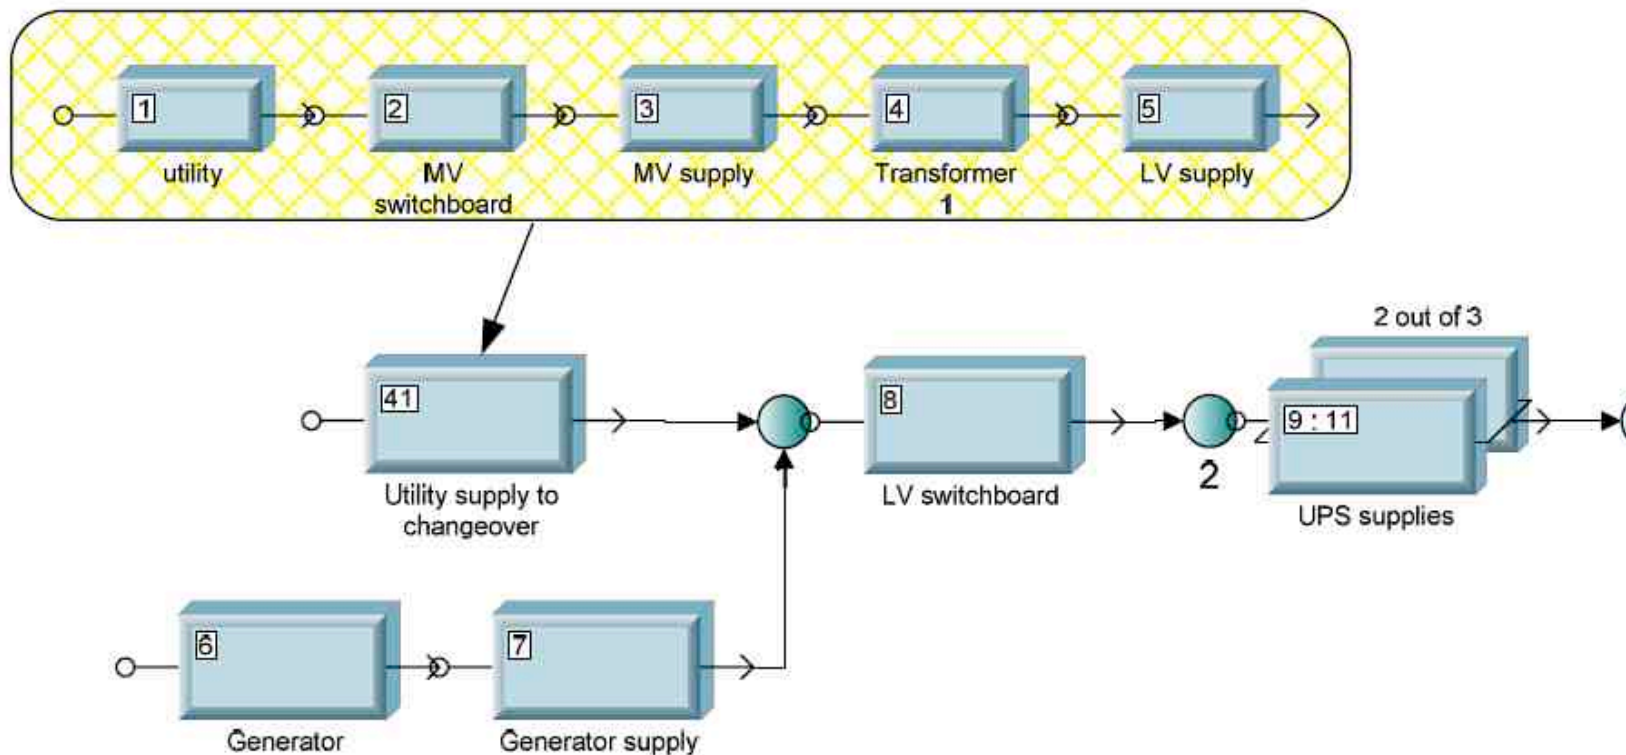 1
2
3
4
5
utility
MV
switchboard
MV supply
Transformer
1
LV supply
2 out of 3
41
8
9 : 11
2
Utility supply to
changeover
LV switchboard
UPS supplies
6
7
Generator
Generator supply